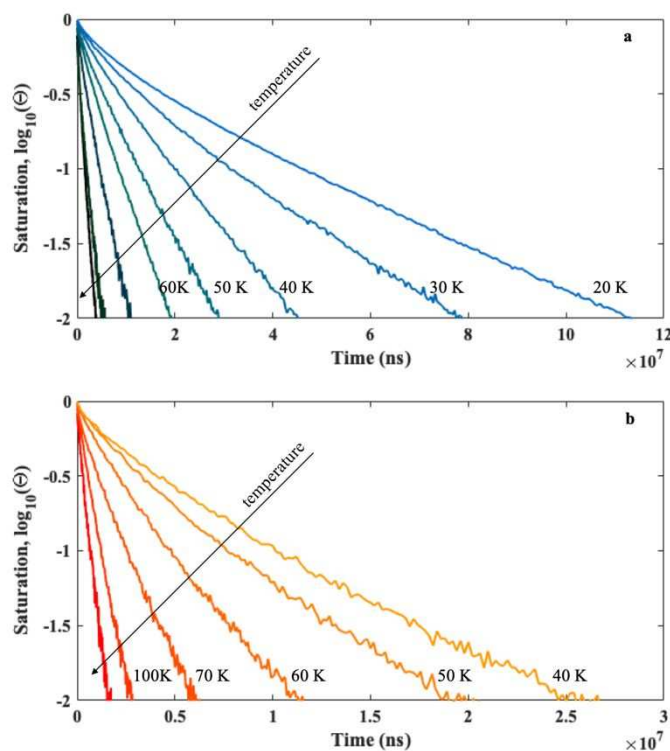 a
temperature
Saturation, log10(Θ)
0
-0.5
-1
-1.5
-2
60K 50 K 40 K 30 K 20 K
0 2 4 6 8 10 12
×10^7
Time (ns)
b
temperature
Saturation, log10(Θ)
0
-0.5
-1
-1.5
-2
100K 70 K 60 K 50 K 40 K
0 0.5 1 1.5 2 2.5 3
×10^7
Time (ns)